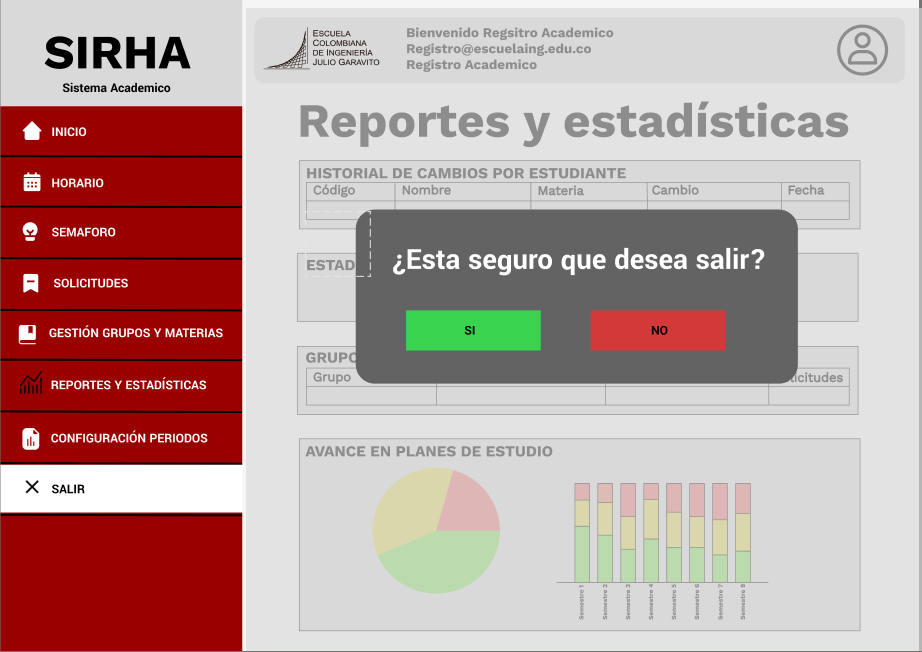 SIRHA
Sistema Academico
INICIO
HORARIO
SEMAFORO
SOLICITUDES
GESTIÓN GRUPOS Y MATERIAS
REPORTES Y ESTADÍSTICAS
CONFIGURACIÓN PERIODOS
SALIR
ESCUELA
COLOMBIANA
DE INGENIERÍA
JULIO GARAVITO
Bienvenido Regsitro Academico
Registro@escuelaing.edu.co
Registro Academico
Reportes y estadísticas
HISTORIAL DE CAMBIOS POR ESTUDIANTE
Código Nombre Materia Cambio Fecha
ESTAD
¿Esta seguro que desea salir?
SI NO
GRUPO
Grupo licitudes
AVANCE EN PLANES DE ESTUDIO
Semestre 1
Semestre 2
Semestre 3
Semestre 4
Semestre 5
Semestre 6
Semestre 7
Semestre 8